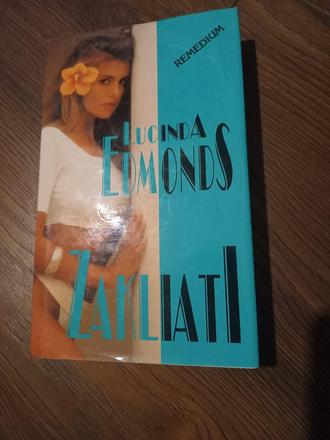 REMEDIUM
LUCINDA
EDMONDS
ZAKLIATI